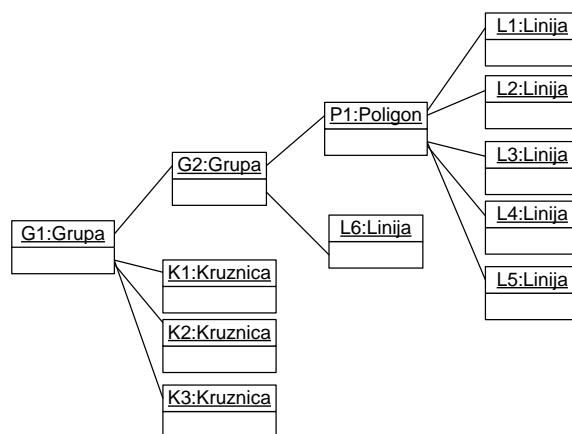 L1:Linija
L2:Linija
P1:Poligon
L3:Linija
G2:Grupa
L4:Linija
G1:Grupa
L6:Linija
K1:Kruznica
L5:Linija
K2:Kruznica
K3:Kruznica